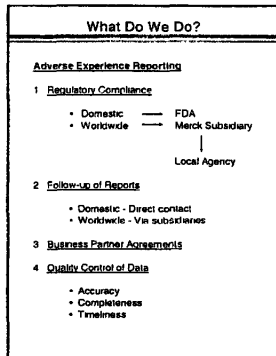 What Do We Do?
Adverse Experience Reporting
1 Regulatory Compliance
• Domestic → FDA
• Worldwide → Merck Subsidiary
↓
Local Agency
2 Follow-up of Reports
• Domestic - Direct contact
• Worldwide - Via subsidiaries
3 Business Partner Agreements
4 Quality Control of Data
• Accuracy
• Completeness
• Timeliness